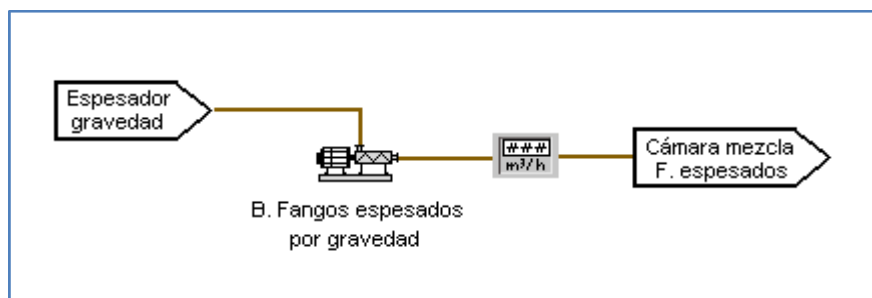 Espesador
gravedad
B. Fangos espesados
por gravedad
###
m³/h
Cámara mezcla
F. espesados